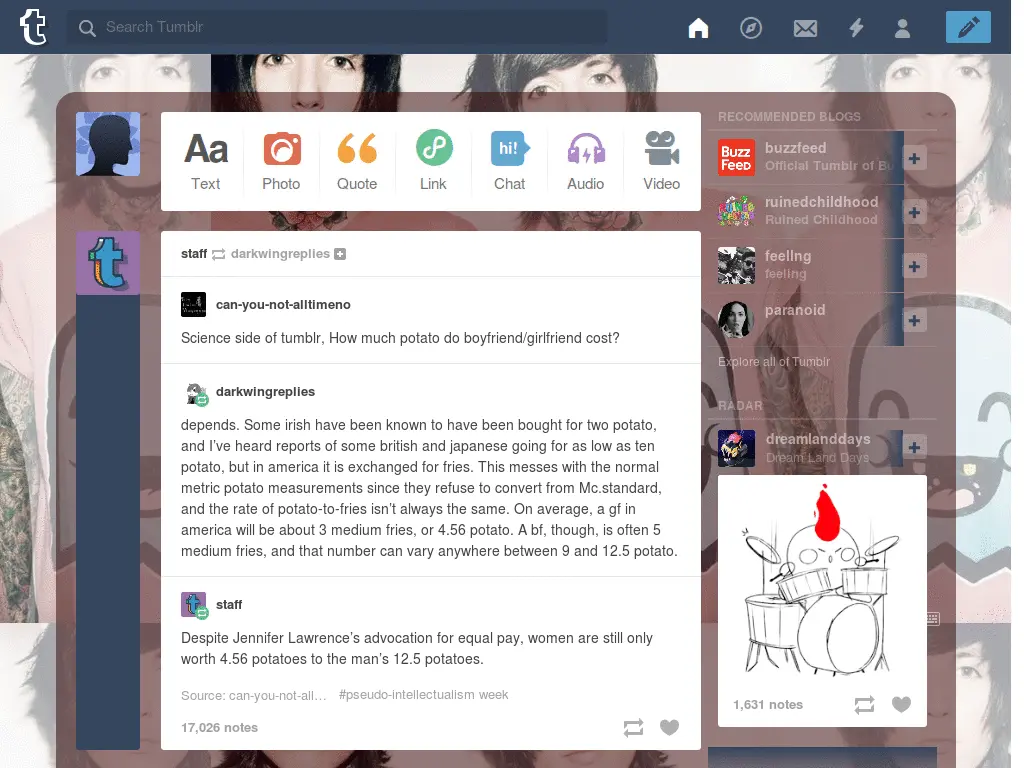 t
Search Tumblr
Aa
hi!
Text
Photo
Quote
Link
Chat
Audio
Video
staff darkwingreplies
can-you-not-alltimeno
Science side of tumblr, How much potato do boyfriend/girlfriend cost?
darkwingreplies
depends. Some irish have been known to have been bought for two potato,
and I've heard reports of some british and japanese going for as low as ten
potato, but in america it is exchanged for fries. This messes with the normal
metric potato measurements since they refuse to convert from Mc.standard,
and the rate of potato-to-fries isn't always the same. On average, a gf in
america will be about 3 medium fries, or 4.56 potato. A bf, though, is often 5
medium fries, and that number can vary anywhere between 9 and 12.5 potato.
staff
Despite Jennifer Lawrence's advocation for equal pay, women are still only
worth 4.56 potatoes to the man's 12.5 potatoes.
Source: can-you-not-all… #pseudo-intellectualism week
17,026 notes
RECOMMENDED BLOGS
Buzz
FeeD
buzzfeed
Official Tumblr of Bu
ruinedchildhood
Ruined Childhood
feellng
feeling
paranoid
Explore all of Tumblr
RADAR
dreamlanddays
Dream Land Days
1,631 notes